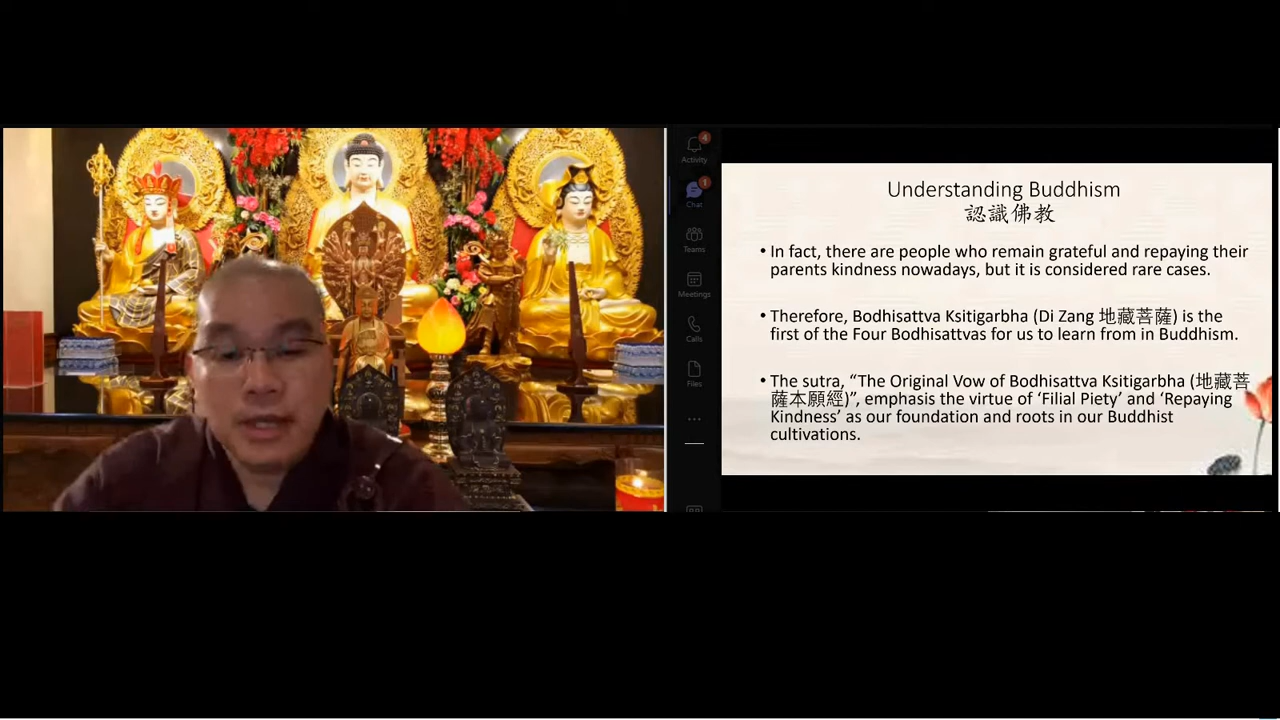 4
Activity
1
Chat
Teams
Meetings
Calls
Files
Understanding Buddhism
認識佛教
• In fact, there are people who remain grateful and repaying their
parents kindness nowadays, but it is considered rare cases.
• Therefore, Bodhisattva Ksitigarbha (Di Zang 地藏菩薩) is the
first of the Four Bodhisattvas for us to learn from in Buddhism.
• The sutra, “The Original Vow of Bodhisattva Ksitigarbha (地藏菩
薩本願經)”, emphasis the virtue of ‘Filial Piety’ and ‘Repaying
Kindness’ as our foundation and roots in our Buddhist
cultivations.